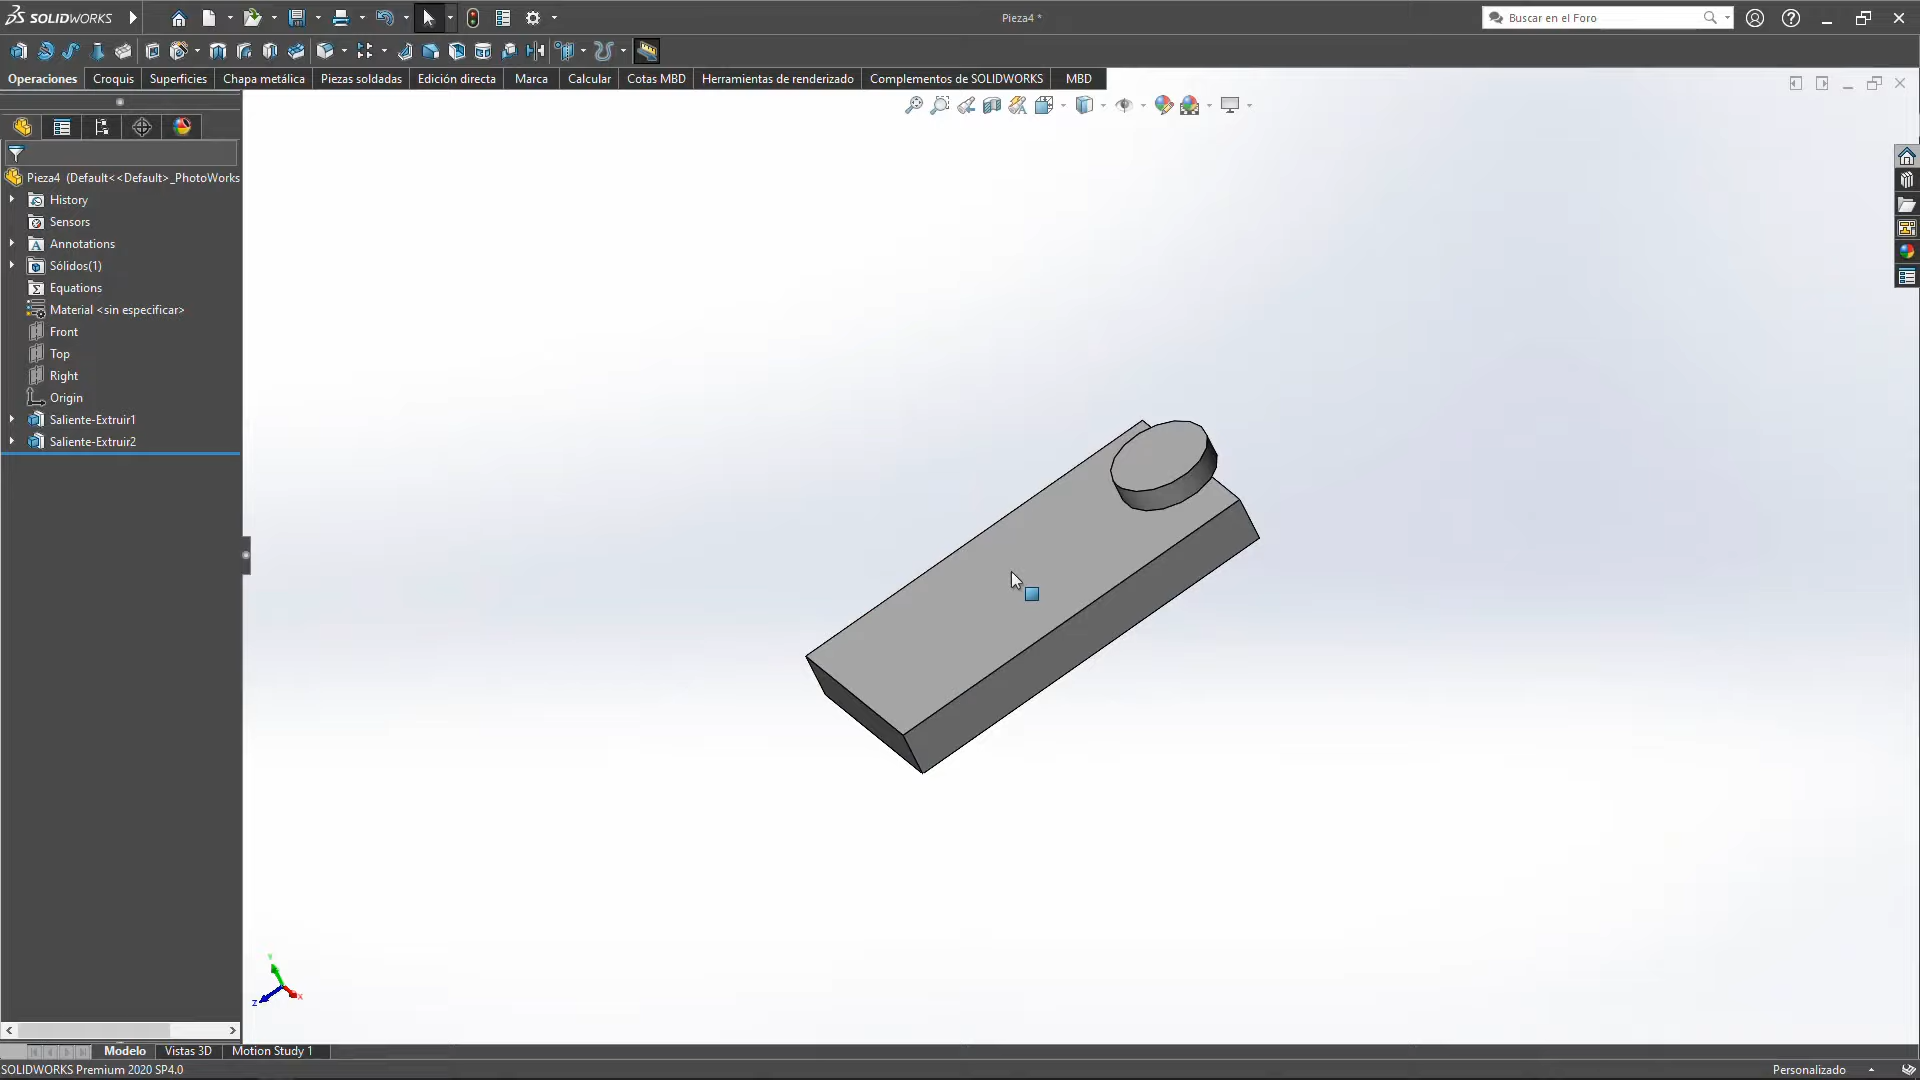 SOLIDWORKS
Pieza4 *
Buscar en el Foro
Operaciones
Croquis
Superficies
Chapa metálica
Piezas soldadas
Edición directa
Marca
Calcular
Cotas MBD
Herramientas de renderizado
Complementos de SOLIDWORKS
MBD
Pieza4 (Default<<Default>_PhotoWorks
History
Sensors
Annotations
Sólidos(1)
Equations
Material <sin especificar>
Front
Top
Right
Origin
Saliente-Extruir1
Saliente-Extruir2
Y
Z
X
Modelo
Vistas 3D
Motion Study 1
SOLIDWORKS Premium 2020 SP4.0
Personalizado